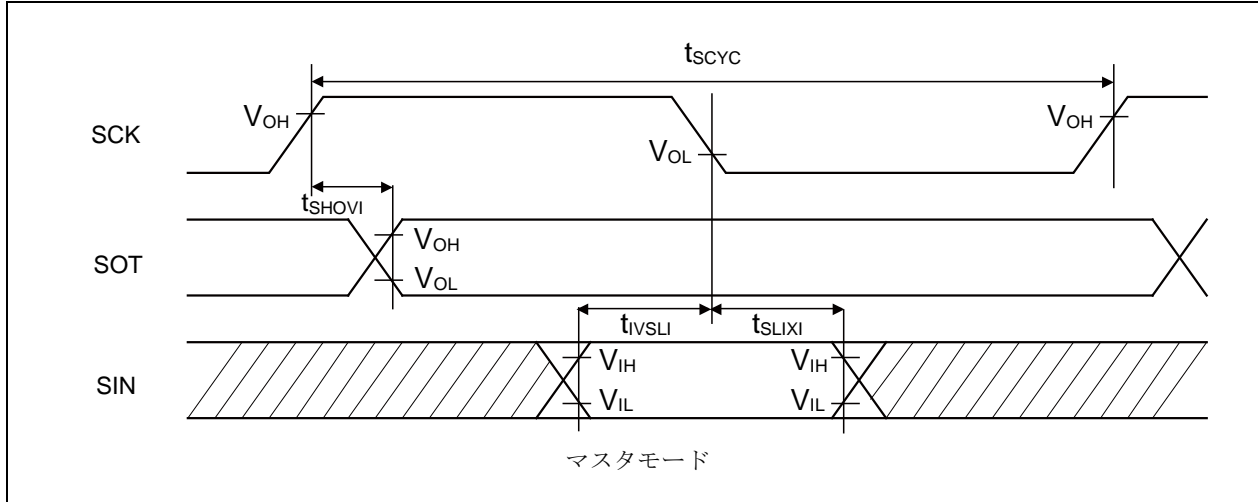 tSCYC
SCK
VOH
VOL
VOH
tSHOVI
SOT
VOH
VOL
tIVSLI
tSLIXI
SIN
VIH
VIL
VIH
VIL
マスタモード